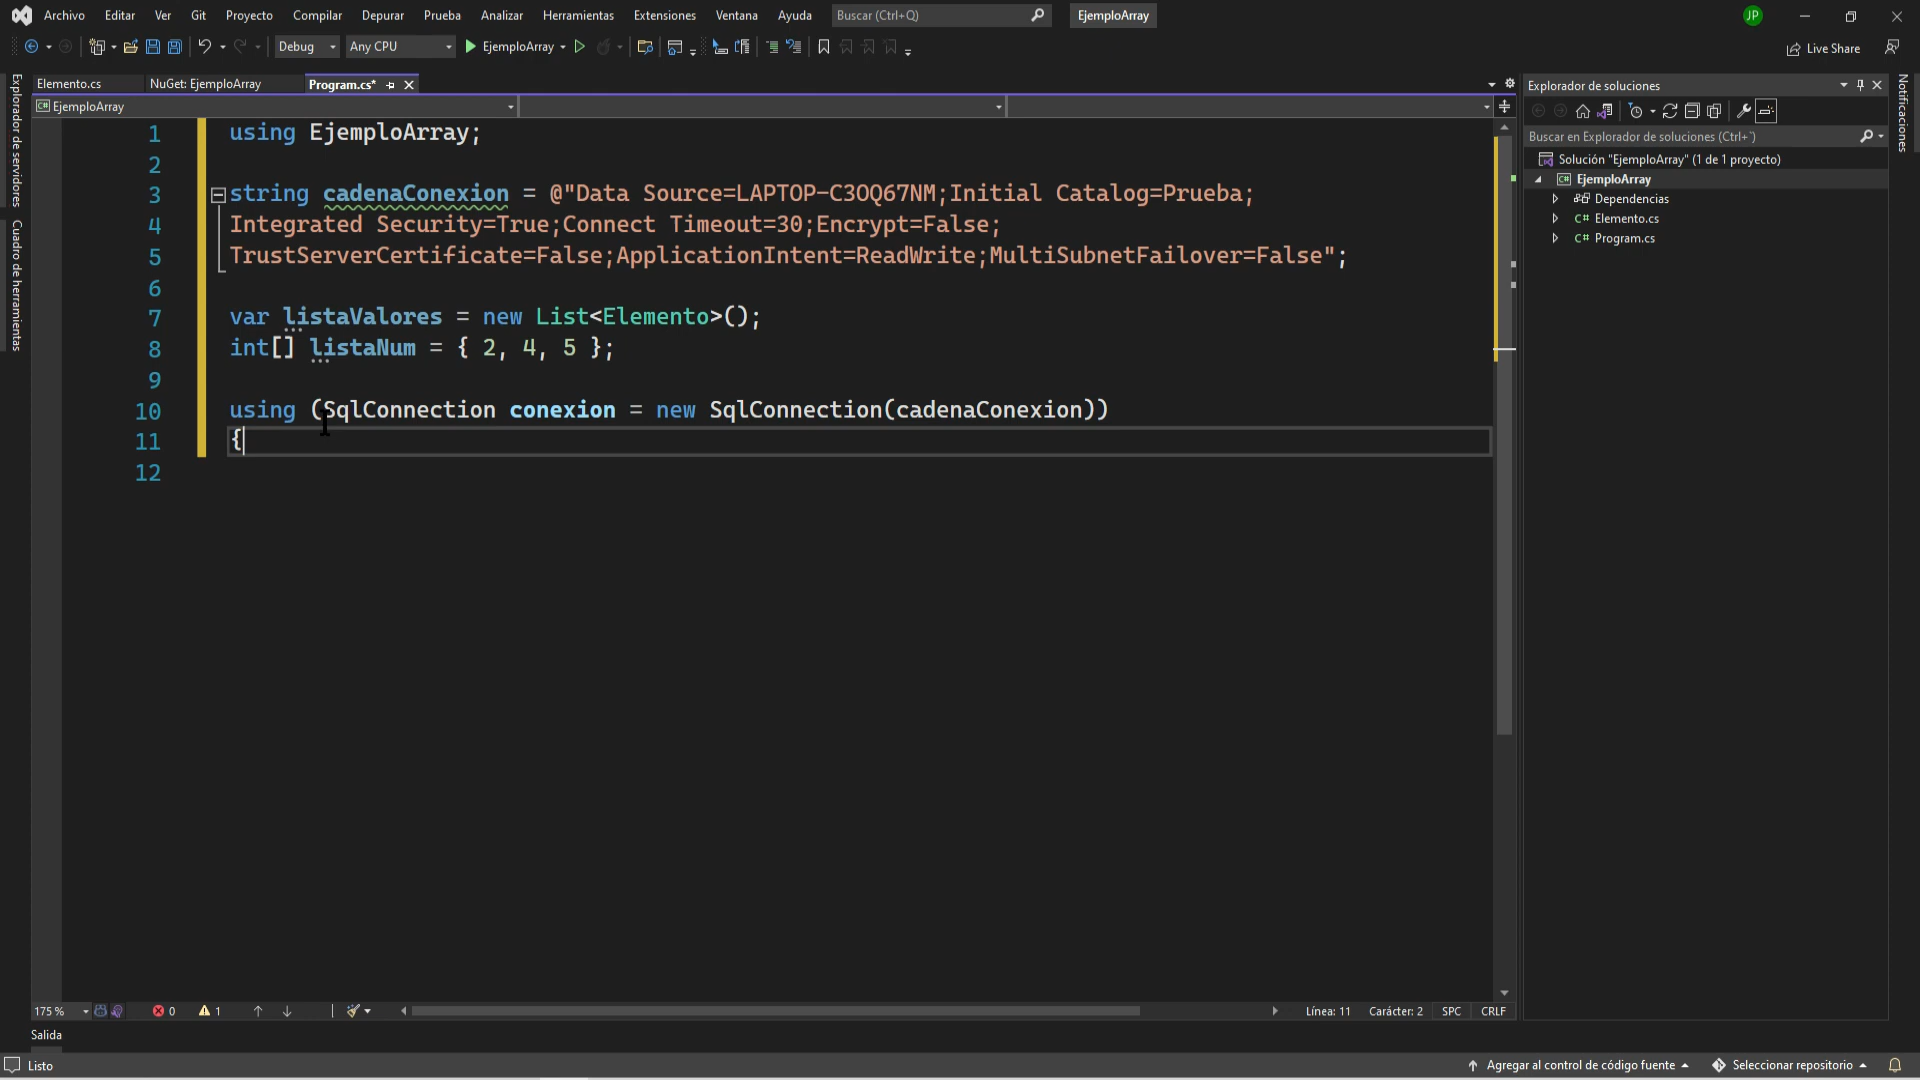 Archivo Editar Ver Git Proyecto Compilar Depurar Prueba Analizar Herramientas Extensiones Ventana Ayuda Buscar (Ctrl+Q) EjemploArray JP
Debug Any CPU EjemploArray Live Share
Elemento.cs NuGet: EjemploArray Program.cs*
EjemploArray
1 using EjemploArray;
2
3 string cadenaConexion = @"Data Source=LAPTOP-C3OQ67NM;Initial Catalog=Prueba;
4 Integrated Security=True;Connect Timeout=30;Encrypt=False;
5 TrustServerCertificate=False;ApplicationIntent=ReadWrite;MultiSubnetFailover=False";
6
7 var listaValores = new List<Elemento>();
8 int[] listaNum = { 2, 4, 5 };
9
10 using (SqlConnection conexion = new SqlConnection(cadenaConexion))
11 {
12
Explorador de servidores
Cuadro de herramientas
Explorador de soluciones
Buscar en Explorador de soluciones (Ctrl+`)
Solución "EjemploArray" (1 de 1 proyecto)
C# EjemploArray
Dependencias
C# Elemento.cs
C# Program.cs
Notificaciones
175 % 0 1 Línea: 11 Carácter: 2 SPC CRLF
Salida
Listo Agregar al control de código fuente Seleccionar repositorio